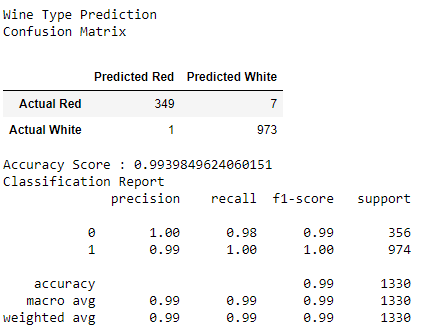 Wine Type Prediction
Confusion Matrix
Predicted Red Predicted White
Actual Red 349 7
Actual White 1 973
Accuracy Score : 0.9939849624060151
Classification Report
precision recall f1-score support
0 1.00 0.98 0.99 356
1 0.99 1.00 1.00 974
accuracy 0.99 1330
macro avg 0.99 0.99 0.99 1330
weighted avg 0.99 0.99 0.99 1330